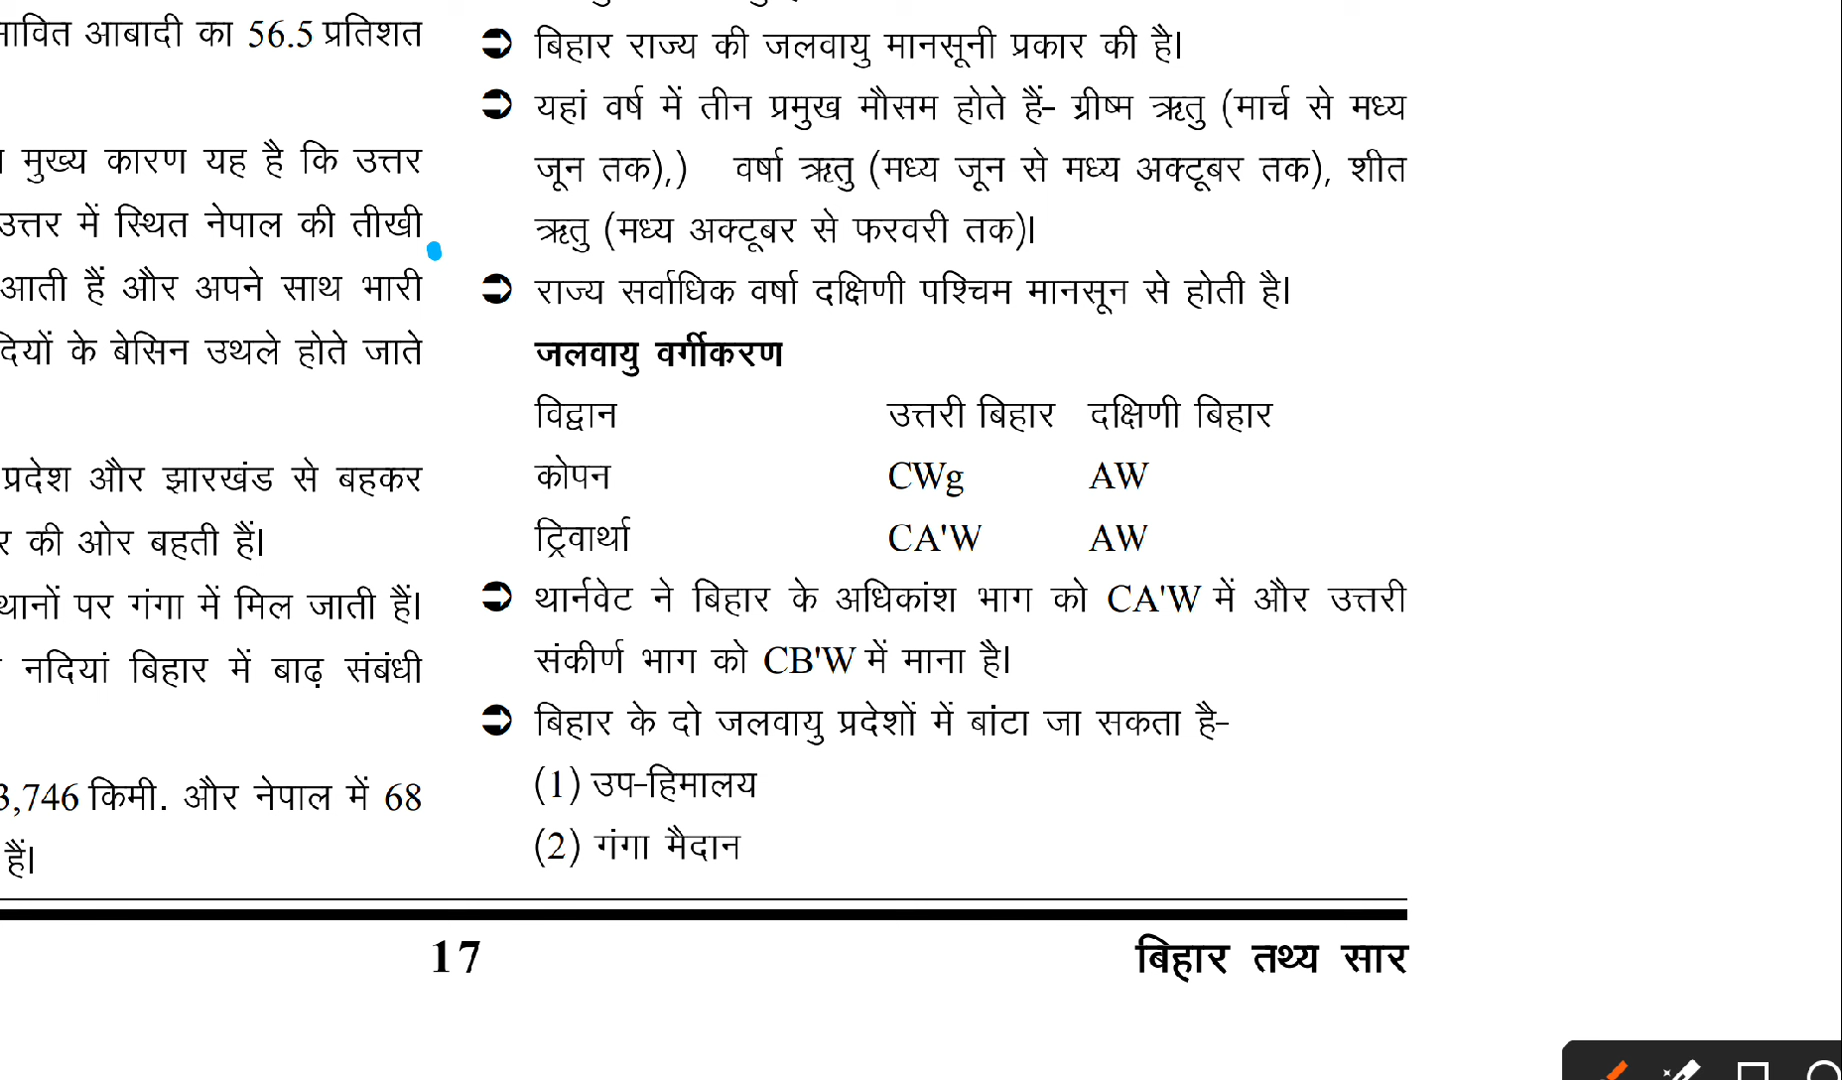 आबादी का 56.5 प्रतिशत
मुख्य कारण यह है कि उत्तर
उत्तर में स्थित नेपाल की तीखी
आती हैं और अपने साथ भारी
के बेसिन उथले होते जाते
प्रदेश और झारखंड से बहकर
की ओर बहती हैं।
पर गंगा में मिल जाती हैं।
नदियां बिहार में बाढ़ संबंधी
3,746 किमी. और नेपाल में 68
हैं।
➲ बिहार राज्य की जलवायु मानसूनी प्रकार की है।
➲ यहां वर्ष में तीन प्रमुख मौसम होते हैं- ग्रीष्म ऋतु (मार्च से मध्य
जून तक),) वर्षा ऋतु (मध्य जून से मध्य अक्टूबर तक), शीत
ऋतु (मध्य अक्टूबर से फरवरी तक)।
➲ राज्य सर्वाधिक वर्षा दक्षिणी पश्चिम मानसून से होती है।
जलवायु वर्गीकरण
विद्वान उत्तरी बिहार दक्षिणी बिहार
कोपन CWg AW
ट्रिवार्था CA'W AW
➲ थार्नवेट ने बिहार के अधिकांश भाग को CA'W में और उत्तरी
संकीर्ण भाग को CB'W में माना है।
➲ बिहार के दो जलवायु प्रदेशों में बांटा जा सकता है-
(1) उप-हिमालय
(2) गंगा मैदान
17 बिहार तथ्य सार